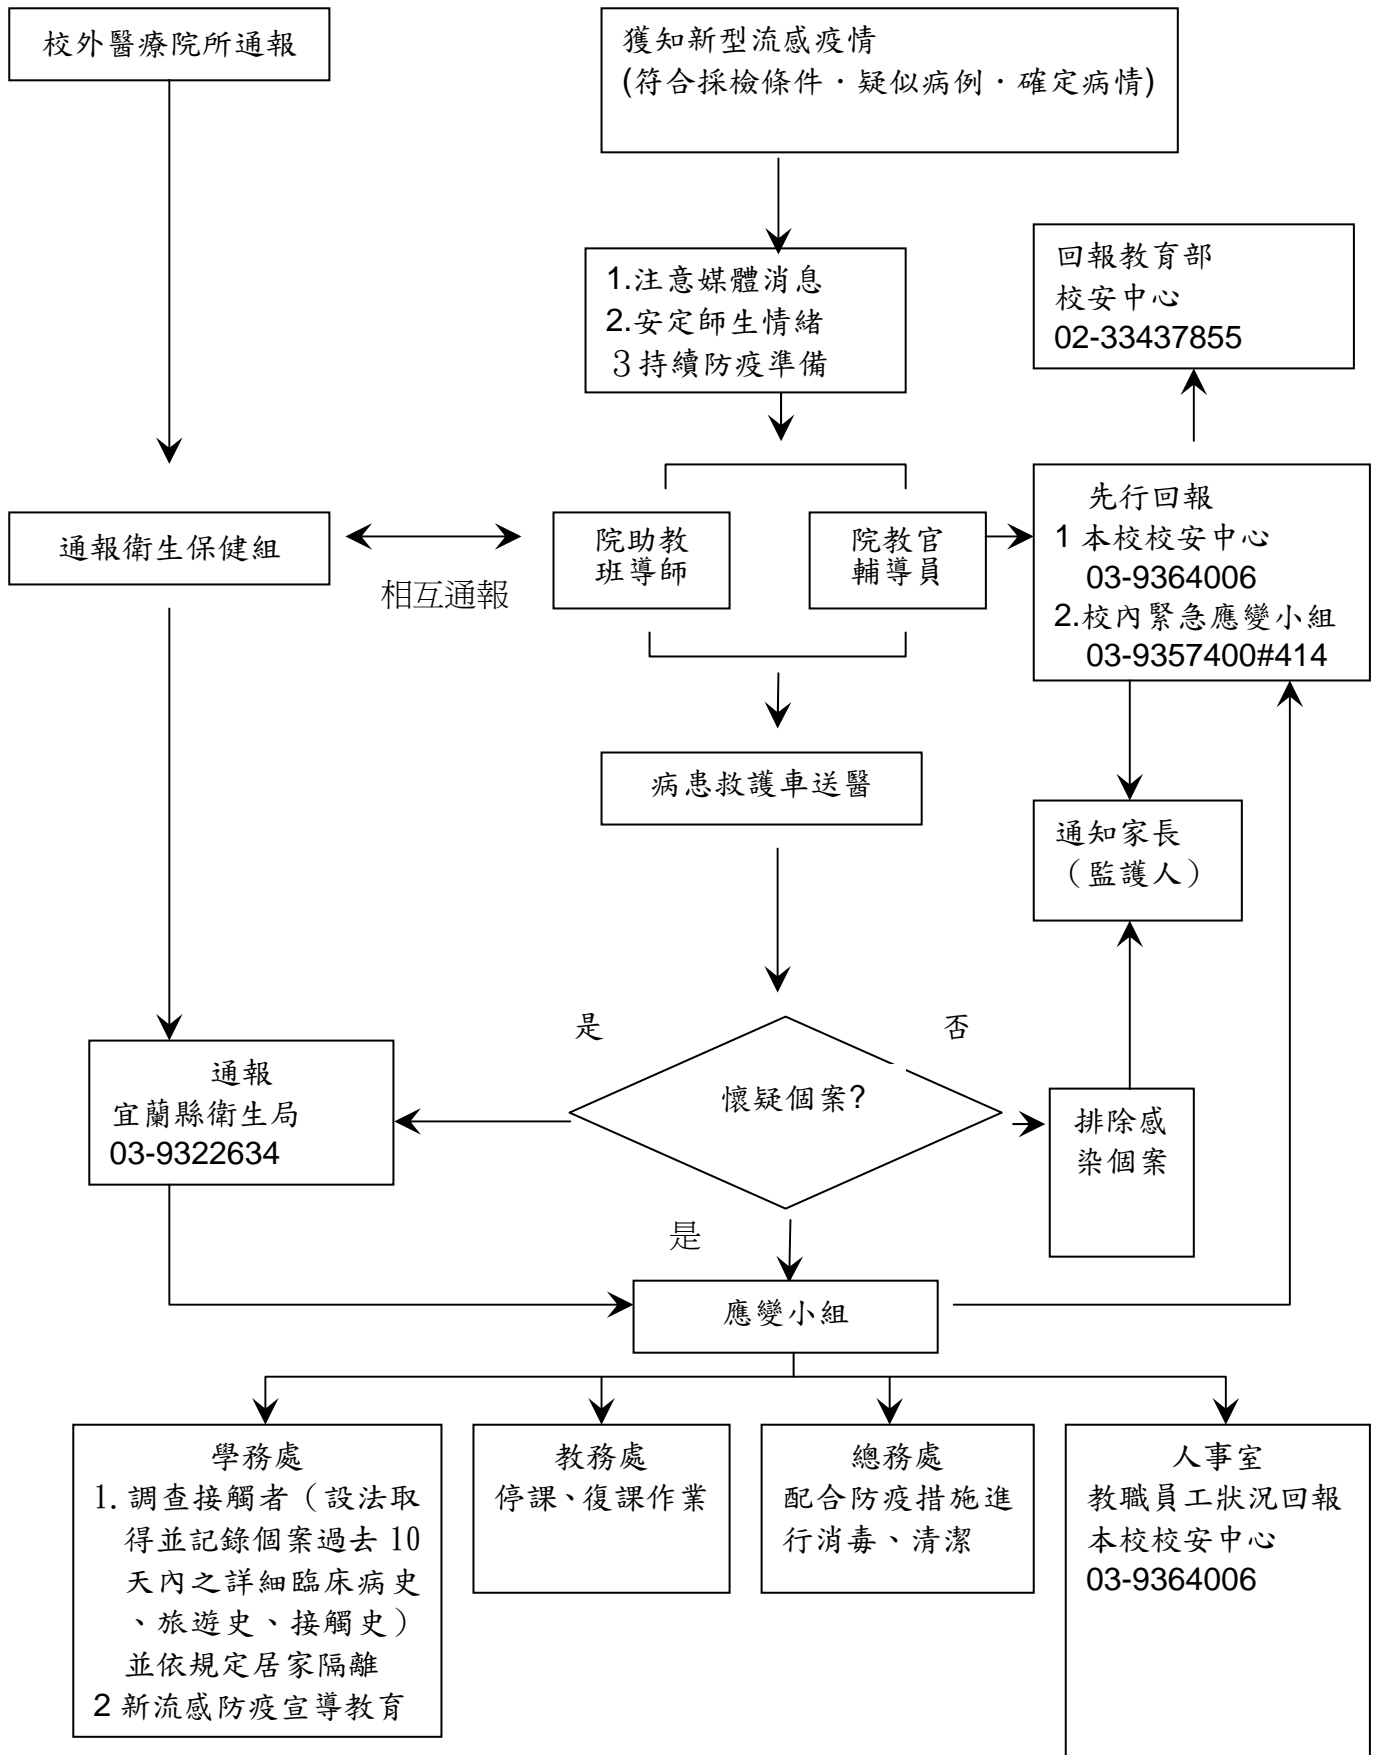 校外醫療院所通報
獲知新型流感疫情
(符合採檢條件．疑似病例．確定病情)
1.注意媒體消息
2.安定師生情緒
3持續防疫準備
回報教育部
校安中心
02-33437855
通報衛生保健組
相互通報
院助教
班導師
院教官
輔導員
先行回報
1 本校校安中心
03-9364006
2.校內緊急應變小組
03-9357400#414
病患救護車送醫
通知家長
（監護人）
是
否
懷疑個案?
通報
宜蘭縣衛生局
03-9322634
排除感
染個案
是
應變小組
學務處
1. 調查接觸者（設法取
得並記錄個案過去 10
天內之詳細臨床病史
、旅遊史、接觸史）
並依規定居家隔離
2 新流感防疫宣導教育
教務處
停課、復課作業
總務處
配合防疫措施進
行消毒、清潔
人事室
教職員工狀況回報
本校校安中心
03-9364006